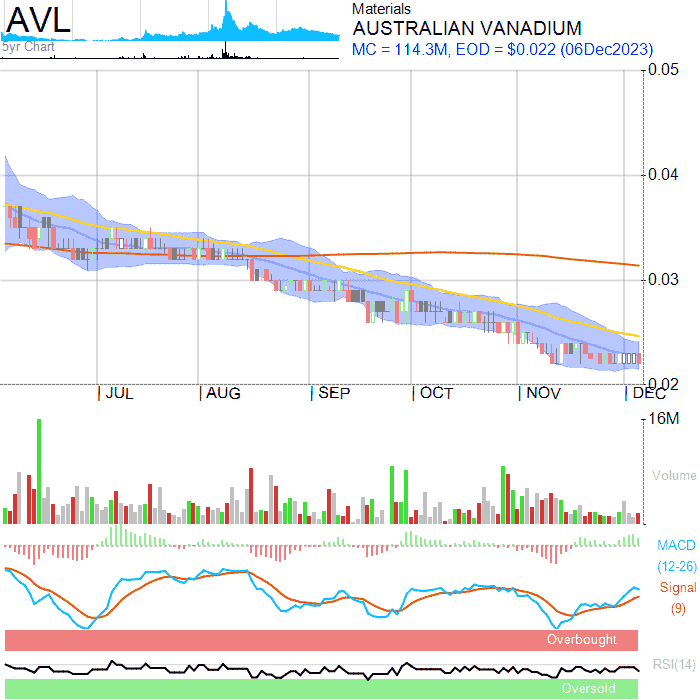 AVL
5yr Chart
Materials
AUSTRALIAN VANADIUM
MC = 114.3M, EOD = $0.022 (06Dec2023)
0.05
0.04
0.03
0.02
JUL AUG SEP OCT NOV DEC
16M
Volume
MACD
(12-26)
Signal
(9)
Overbought
RSI(14)
Oversold